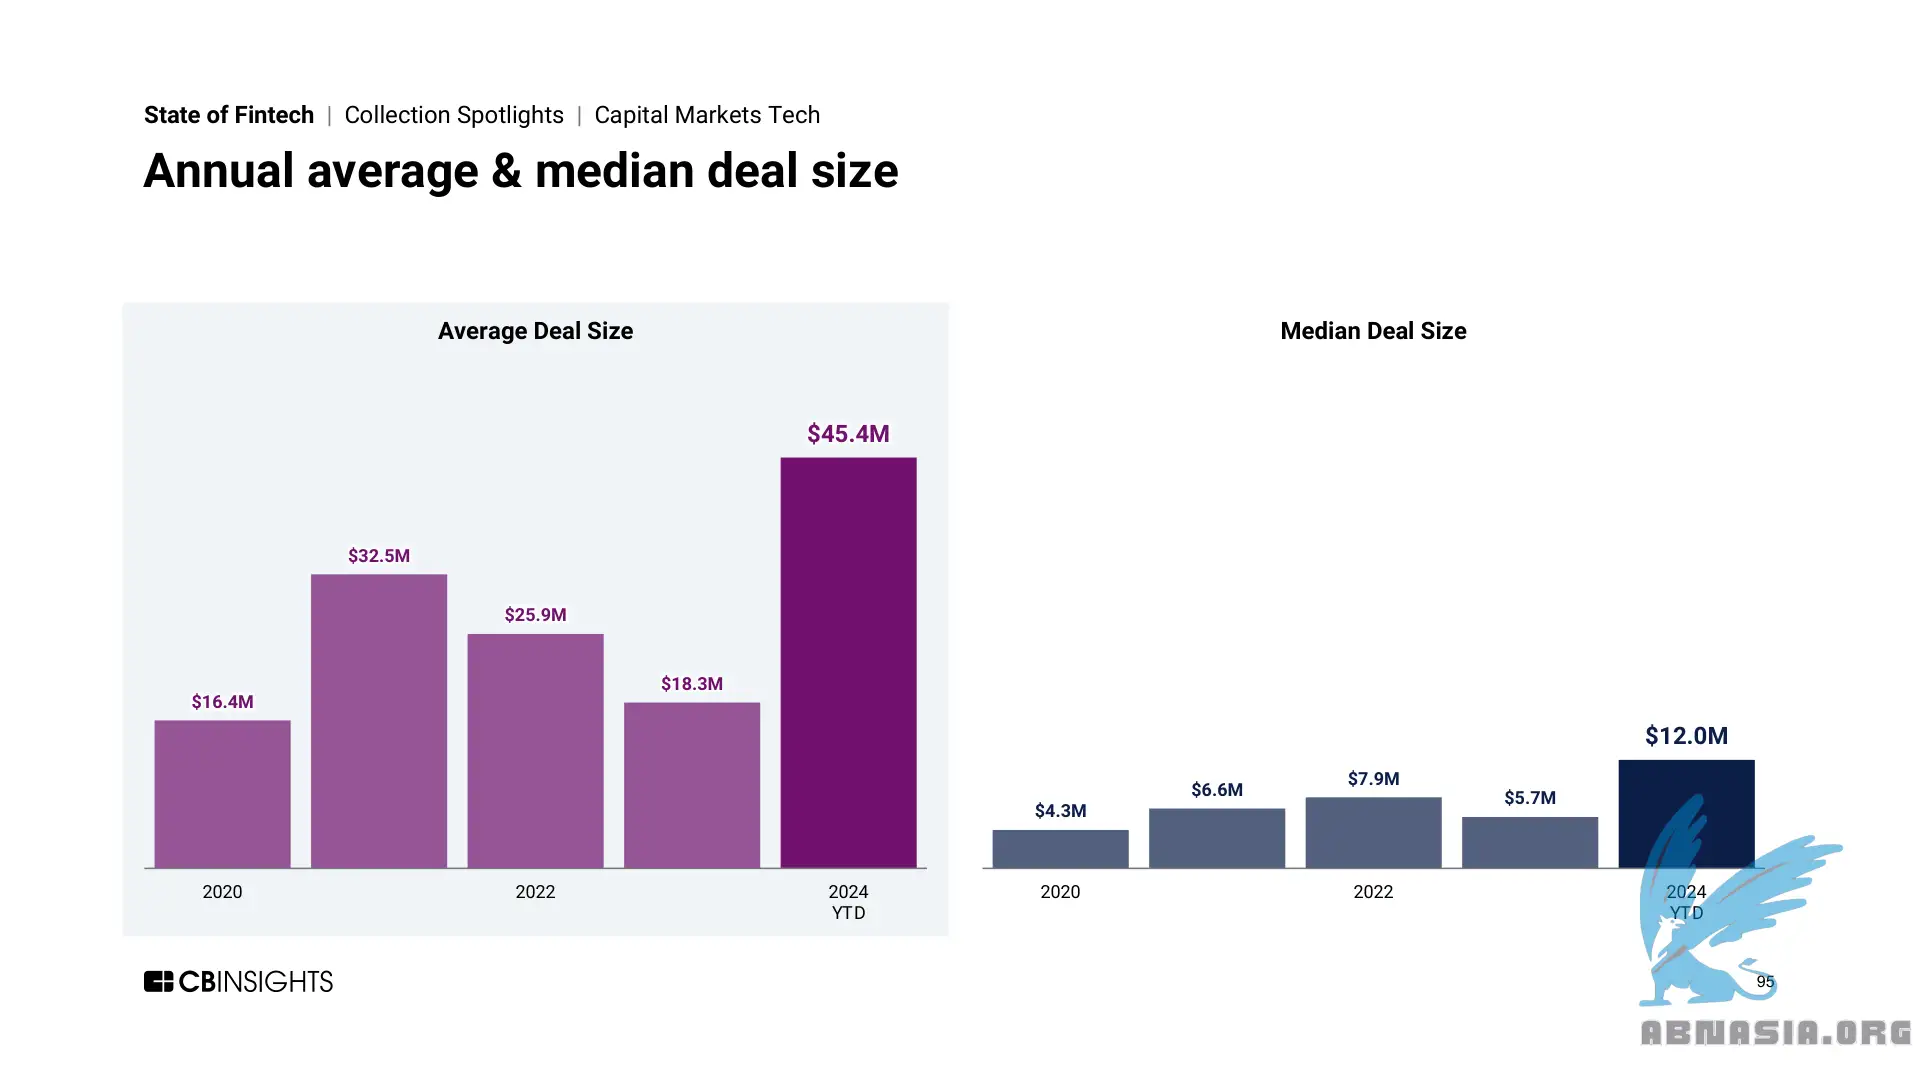 State of Fintech | Collection Spotlights | Capital Markets Tech
Annual average & median deal size
Average Deal Size
$45.4M
$32.5M
$25.9M
$18.3M
$16.4M
2020
2022
2024
YTD
Median Deal Size
$12.0M
$7.9M
$6.6M
$5.7M
$4.3M
2020
2022
2024
YTD
CBINSIGHTS
95
ABNASIA.ORG